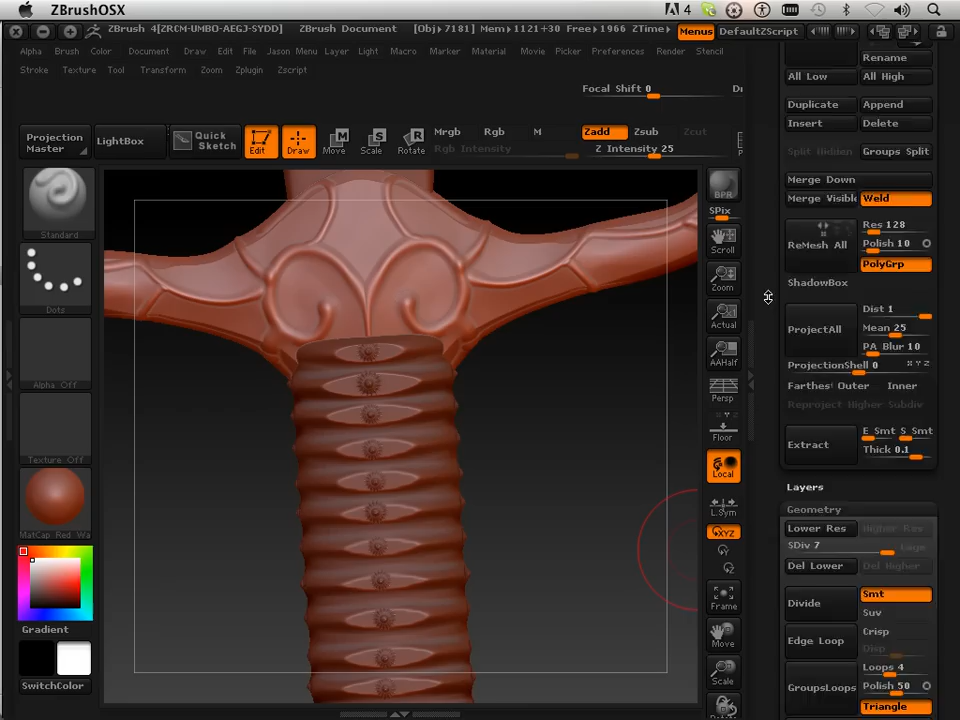 ZBrushOSX
4
ZBrush 4[ZRCM-UMBO-AEGJ-SYDD] ZBrush Document [Obj▸7181] Mem▸1121+30 Free▸1966 ZTime▸ Menus DefaultZScript
Alpha Brush Color Document Draw Edit File Jason Menu Layer Light Macro Marker Material Movie Picker Preferences Render Stencil
Stroke Texture Tool Transform Zoom Zplugin Zscript
Focal Shift 0
Projection Master
LightBox
Quick Sketch
Edit
Draw
Move
Scale
Rotate
Mrgb Rgb M
Rgb Intensity
Zadd Zsub Zcut
Z Intensity 25
Standard
Dots
Alpha Off
Texture Off
MatCap Red Wa
Gradient
SwitchColor
BPR
SPix
Scroll
Zoom
Actual
AAHalf
Persp
Floor
Local
L.Sym
XYZ
Frame
Move
Scale
Rename
All Low All High
Duplicate Append
Insert Delete
Split Hidden Groups Split
Merge Down
Merge Visible Weld
ReMesh All
Res 128
Polish 10
PolyGrp
ShadowBox
ProjectAll
Dist 1
Mean 25
PA Blur 10
ProjectionShell 0
Farthest Outer Inner
Reproject Higher Subdiv
Extract
E Smt S Smt
Thick 0.1
Layers
Geometry
Lower Res Higher Res
SDiv 7
Cage
Del Lower Del Higher
Divide
Smt
Suv
Edge Loop
Crisp
Disp
GroupsLoops
Loops 4
Polish 50
Triangle